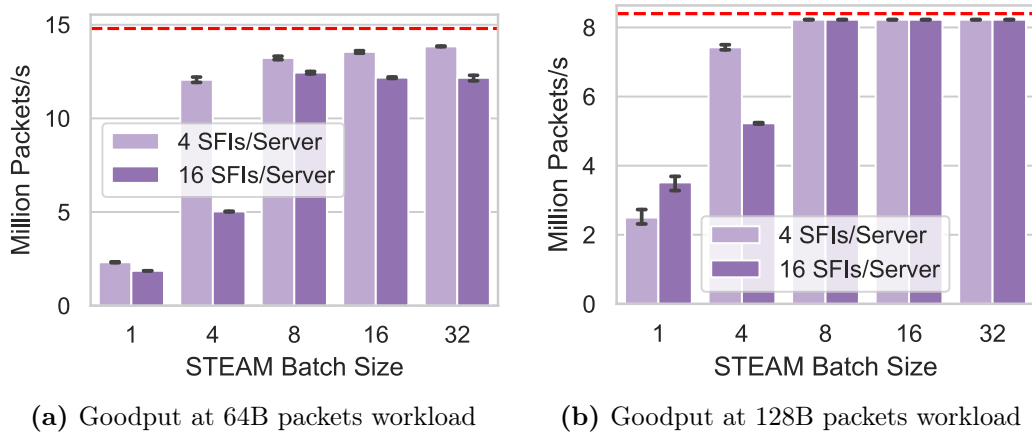 15
10
5
0
Million Packets/s
4 SFIs/Server
16 SFIs/Server
1 4 8 16 32
STEAM Batch Size
(a) Goodput at 64B packets workload
8
6
4
2
0
Million Packets/s
4 SFIs/Server
16 SFIs/Server
1 4 8 16 32
STEAM Batch Size
(b) Goodput at 128B packets workload